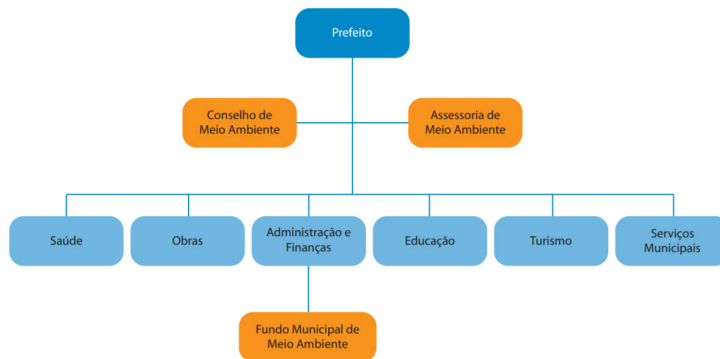 Prefeito
Conselho de
Meio Ambiente
Assessoria de
Meio Ambiente
Saúde
Obras
Administração e
Finanças
Educação
Turismo
Serviços
Municipais
Fundo Municipal de
Meio Ambiente